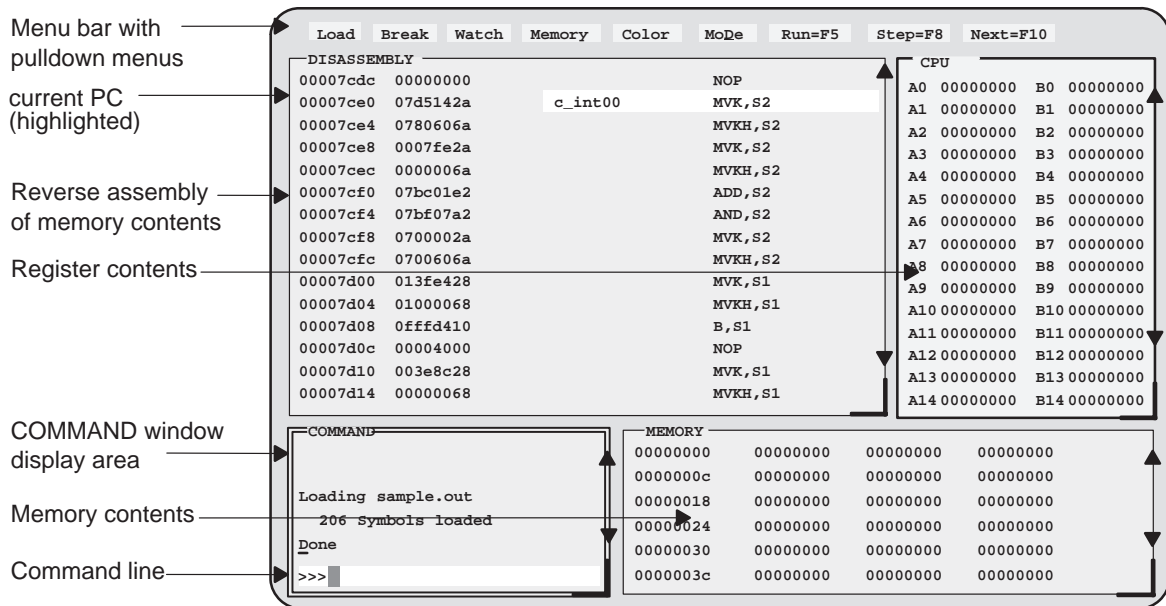 Menu bar with
pulldown menus
current PC
(highlighted)
Reverse assembly
of memory contents
Register contents
COMMAND window
display area
Memory contents
Command line
Load Break Watch Memory Color MoDe Run=F5 Step=F8 Next=F10
DISASSEMBLY
00007cdc 00000000 NOP
00007ce0 07d5142a c_int00 MVK,S2
00007ce4 0780606a MVKH,S2
00007ce8 0007fe2a MVK,S2
00007cec 0000006a MVKH,S2
00007cf0 07bc01e2 ADD,S2
00007cf4 07bf07a2 AND,S2
00007cf8 0700002a MVK,S2
00007cfc 0700606a MVKH,S2
00007d00 013fe428 MVK,S1
00007d04 01000068 MVKH,S1
00007d08 0fffd410 B,S1
00007d0c 00004000 NOP
00007d10 003e8c28 MVK,S1
00007d14 00000068 MVKH,S1
CPU
A0 00000000 B0 00000000
A1 00000000 B1 00000000
A2 00000000 B2 00000000
A3 00000000 B3 00000000
A4 00000000 B4 00000000
A5 00000000 B5 00000000
A6 00000000 B6 00000000
A7 00000000 B7 00000000
A8 00000000 B8 00000000
A9 00000000 B9 00000000
A10 00000000 B10 00000000
A11 00000000 B11 00000000
A12 00000000 B12 00000000
A13 00000000 B13 00000000
A14 00000000 B14 00000000
COMMAND
Loading sample.out
206 Symbols loaded
Done
>>>
MEMORY
00000000 00000000 00000000 00000000
0000000c 00000000 00000000 00000000
00000018 00000000 00000000 00000000
00000024 00000000 00000000 00000000
00000030 00000000 00000000 00000000
0000003c 00000000 00000000 00000000